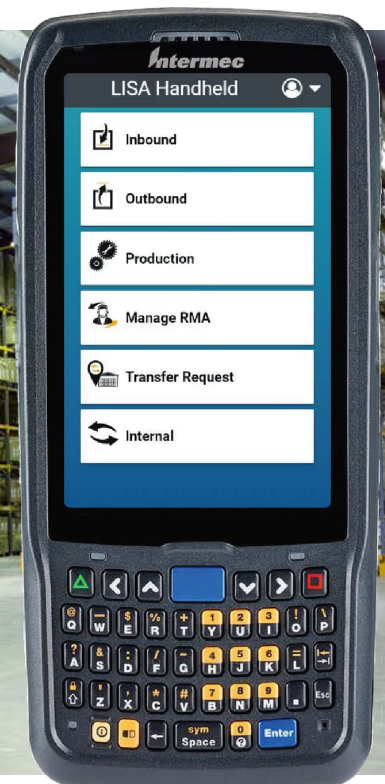 Intermec
LISA Handheld
Inbound
Outbound
Production
Manage RMA
Transfer Request
Internal
@ $ % + 1 2 3 !
Q W E R T Y U I O P
? & 4 5 6
A S D F G H J K L
* # 7 8 9
Z X C V B N M . Esc
sym 0
Space ? Enter